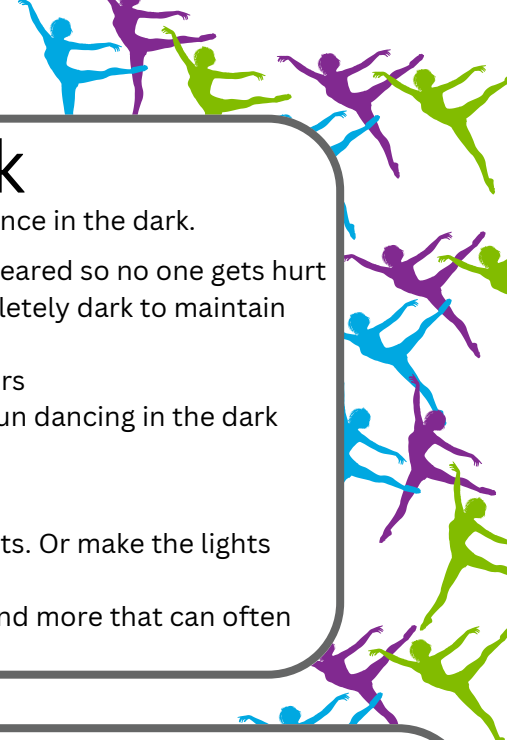 k
nce in the dark.
eared so no one gets hurt
letely dark to maintain
rs
un dancing in the dark
ts. Or make the lights
nd more that can often